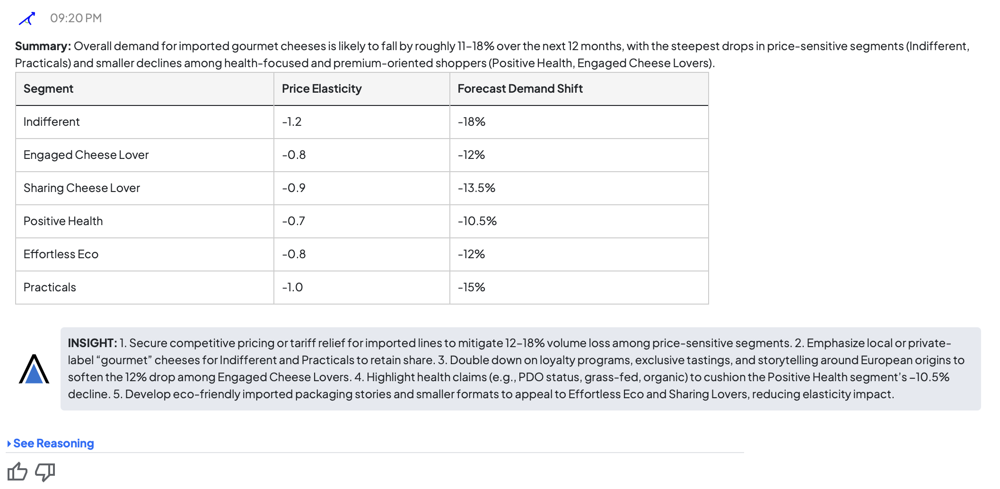 09:20 PM
Summary: Overall demand for imported gourmet cheeses is likely to fall by roughly 11–18% over the next 12 months, with the steepest drops in price-sensitive segments (Indifferent,
Practicals) and smaller declines among health-focused and premium-oriented shoppers (Positive Health, Engaged Cheese Lovers).
Segment Price Elasticity Forecast Demand Shift
Indifferent -1.2 -18%
Engaged Cheese Lover -0.8 -12%
Sharing Cheese Lover -0.9 -13.5%
Positive Health -0.7 -10.5%
Effortless Eco -0.8 -12%
Practicals -1.0 -15%
INSIGHT: 1. Secure competitive pricing or tariff relief for imported lines to mitigate 12–18% volume loss among price-sensitive segments. 2. Emphasize local or private-
label “gourmet” cheeses for Indifferent and Practicals to retain share. 3. Double down on loyalty programs, exclusive tastings, and storytelling around European origins to
soften the 12% drop among Engaged Cheese Lovers. 4. Highlight health claims (e.g., PDO status, grass-fed, organic) to cushion the Positive Health segment’s –10.5%
decline. 5. Develop eco-friendly imported packaging stories and smaller formats to appeal to Effortless Eco and Sharing Lovers, reducing elasticity impact.
See Reasoning